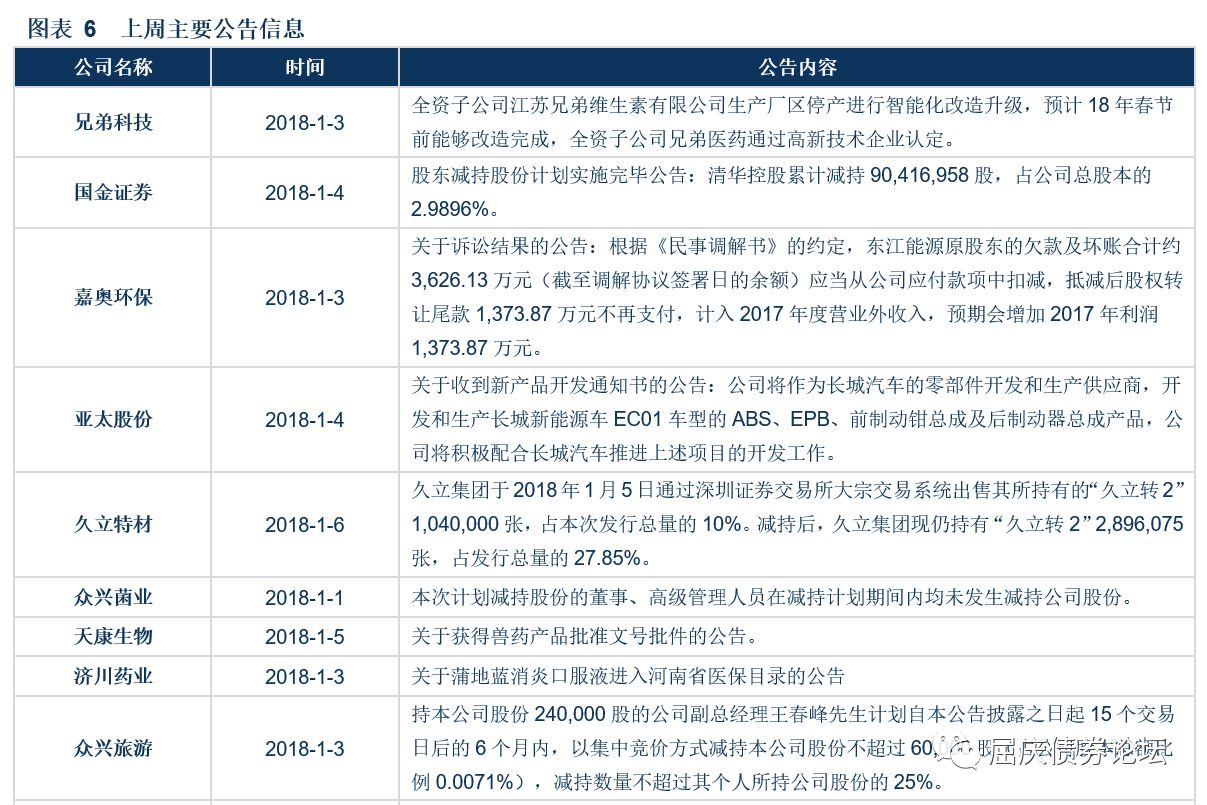 图表 6 上周主要公告信息
公司名称 时间 公告内容
兄弟科技 2018-1-3
全资子公司江苏兄弟维生素有限公司生产厂区停产进行智能化改造升级，预计 18 年春节
前能够改造完成，全资子公司兄弟医药通过高新技术企业认定。
国金证券 2018-1-4
股东减持股份计划实施完毕公告：清华控股累计减持 90,416,958 股，占公司总股本的
2.9896%。
嘉奥环保 2018-1-3
关于诉讼结果的公告：根据《民事调解书》的约定，东江能源原股东的欠款及坏账合计约
3,626.13 万元（截至调解协议签署日的余额）应当从公司应付款项中扣减，抵减后股权转
让尾款 1,373.87 万元不再支付，计入 2017 年度营业外收入，预期会增加 2017 年利润
1,373.87 万元。
亚太股份 2018-1-4
关于收到新产品开发通知书的公告：公司将作为长城汽车的零部件开发和生产供应商，开
发和生产长城新能源车 EC01 车型的 ABS、EPB、前制动钳总成及后制动器总成产品，公
司将积极配合长城汽车推进上述项目的开发工作。
久立特材 2018-1-6
久立集团于 2018 年 1 月 5 日通过深圳证券交易所大宗交易系统出售其所持有的“久立转 2”
1,040,000 张，占本次发行总量的 10%。减持后，久立集团现仍持有“久立转 2”2,896,075
张，占发行总量的 27.85%。
众兴菌业 2018-1-1 本次计划减持股份的董事、高级管理人员在减持计划期间内均未发生减持公司股份。
天康生物 2018-1-5 关于获得兽药产品批准文号批件的公告。
济川药业 2018-1-3 关于蒲地蓝消炎口服液进入河南省医保目录的公告
众兴旅游 2018-1-3
持本公司股份 240,000 股的公司副总经理王春峰先生计划自本公告披露之日起 15 个交易
日后的 6 个月内，以集中竞价方式减持本公司股份不超过
例 0.0071%），减持数量不超过其个人所持公司股份的 25%。
屈庆债券论坛